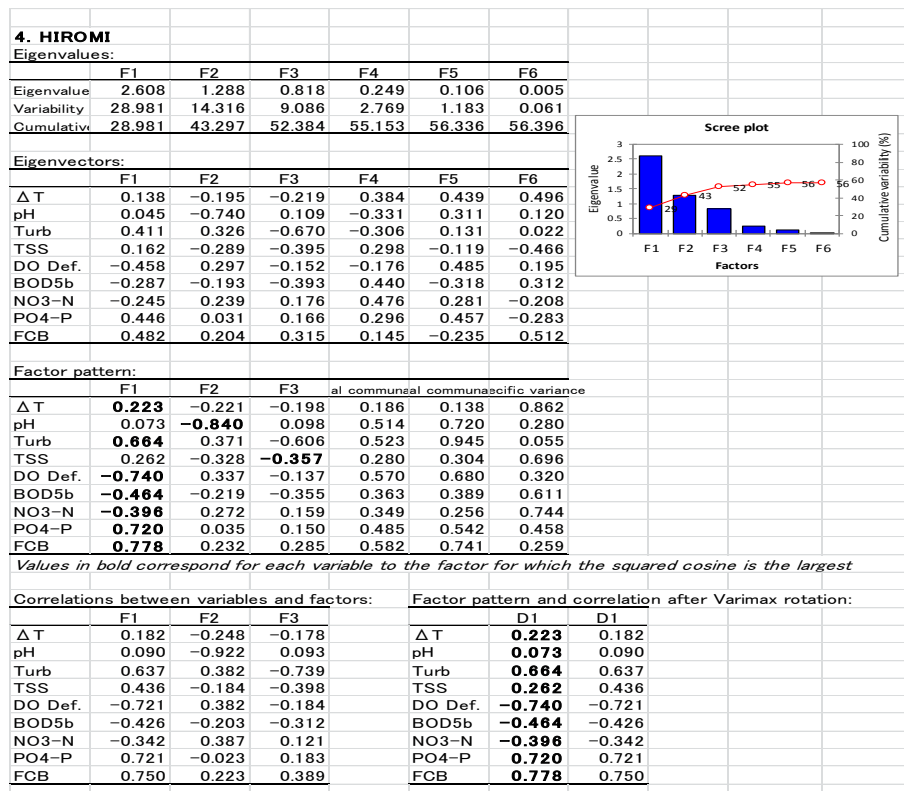 4. HIROMI
Eigenvalues:
F1 F2 F3 F4 F5 F6
Eigenvalue 2.608 1.288 0.818 0.249 0.106 0.005
Variability 28.981 14.316 9.086 2.769 1.183 0.061
Cumulativ 28.981 43.297 52.384 55.153 56.336 56.396
Scree plot
3
2.5
2
1.5
1
0.5
0
Eigenvalue
29 43 52 55 56 56
100
80
60
40
20
0
Cumulative variability (%)
F1 F2 F3 F4 F5 F6
Factors
Eigenvectors:
F1 F2 F3 F4 F5 F6
ΔT 0.138 −0.195 −0.219 0.384 0.439 0.496
pH 0.045 −0.740 0.109 −0.331 0.311 0.120
Turb 0.411 0.326 −0.670 −0.306 0.131 0.022
TSS 0.162 −0.289 −0.395 0.298 −0.119 −0.466
DO Def. −0.458 0.297 −0.152 −0.176 0.485 0.195
BOD5b −0.287 −0.193 −0.393 0.440 −0.318 0.312
NO3−N −0.245 0.239 0.176 0.476 0.281 −0.208
PO4−P 0.446 0.031 0.166 0.296 0.457 −0.283
FCB 0.482 0.204 0.315 0.145 −0.235 0.512
Factor pattern:
F1 F2 F3 al communal communaecific variance
ΔT 0.223 −0.221 −0.198 0.186 0.138 0.862
pH 0.073 −0.840 0.098 0.514 0.720 0.280
Turb 0.664 0.371 −0.606 0.523 0.945 0.055
TSS 0.262 −0.328 −0.357 0.280 0.304 0.696
DO Def. −0.740 0.337 −0.137 0.570 0.680 0.320
BOD5b −0.464 −0.219 −0.355 0.363 0.389 0.611
NO3−N −0.396 0.272 0.159 0.349 0.256 0.744
PO4−P 0.720 0.035 0.150 0.485 0.542 0.458
FCB 0.778 0.232 0.285 0.582 0.741 0.259
Values in bold correspond for each variable to the factor for which the squared cosine is the largest
Correlations between variables and factors:
F1 F2 F3
ΔT 0.182 −0.248 −0.178
pH 0.090 −0.922 0.093
Turb 0.637 0.382 −0.739
TSS 0.436 −0.184 −0.398
DO Def. −0.721 0.382 −0.184
BOD5b −0.426 −0.203 −0.312
NO3−N −0.342 0.387 0.121
PO4−P 0.721 −0.023 0.183
FCB 0.750 0.223 0.389
Factor pattern and correlation after Varimax rotation:
D1 D1
ΔT 0.223 0.182
pH 0.073 0.090
Turb 0.664 0.637
TSS 0.262 0.436
DO Def. −0.740 −0.721
BOD5b −0.464 −0.426
NO3−N −0.396 −0.342
PO4−P 0.720 0.721
FCB 0.778 0.750